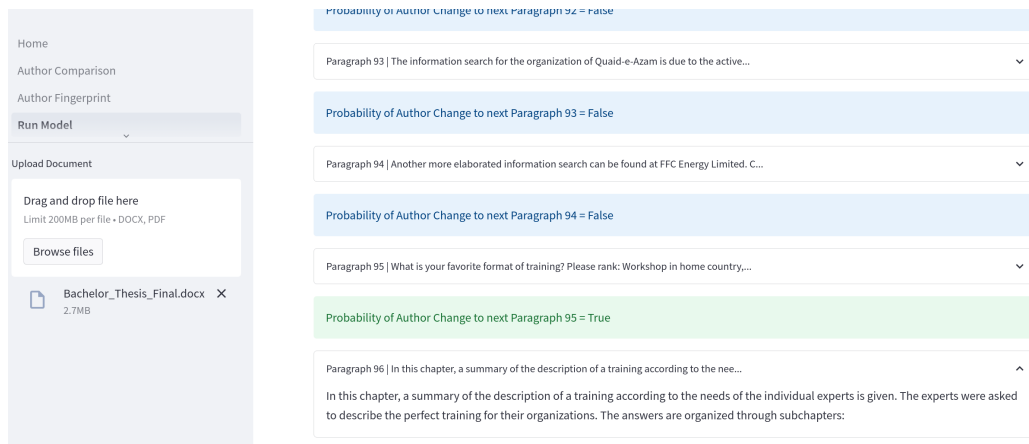 Home
Author Comparison
Author Fingerprint
Run Model
Upload Document
Drag and drop file here
Limit 200MB per file • DOCX, PDF
Browse files
Bachelor_Thesis_Final.docx
2.7MB
Probability of Author Change to next Paragraph 92 = False
Paragraph 93 | The information search for the organization of Quaid-e-Azam is due to the active...
Probability of Author Change to next Paragraph 93 = False
Paragraph 94 | Another more elaborated information search can be found at FFC Energy Limited. C...
Probability of Author Change to next Paragraph 94 = False
Paragraph 95 | What is your favorite format of training? Please rank: Workshop in home country,...
Probability of Author Change to next Paragraph 95 = True
Paragraph 96 | In this chapter, a summary of the description of a training according to the nee...
In this chapter, a summary of the description of a training according to the needs of the individual experts is given. The experts were asked
to describe the perfect training for their organizations. The answers are organized through subchapters: